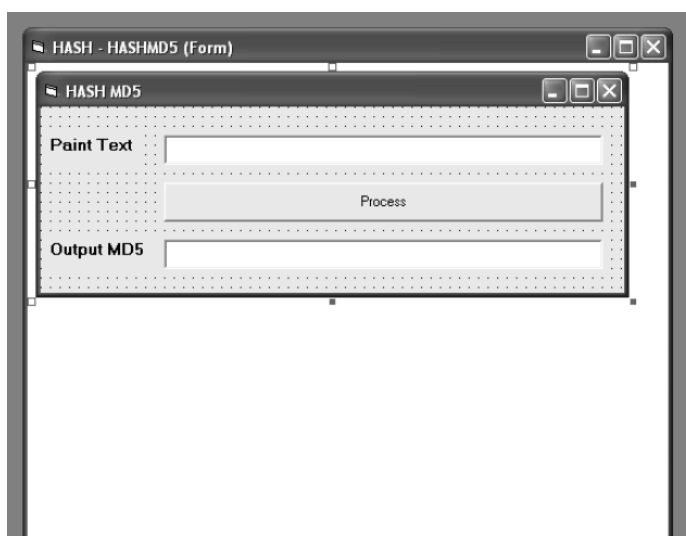 HASH - HASHMD5 (Form)
HASH MD5
Paint Text
Process
Output MD5